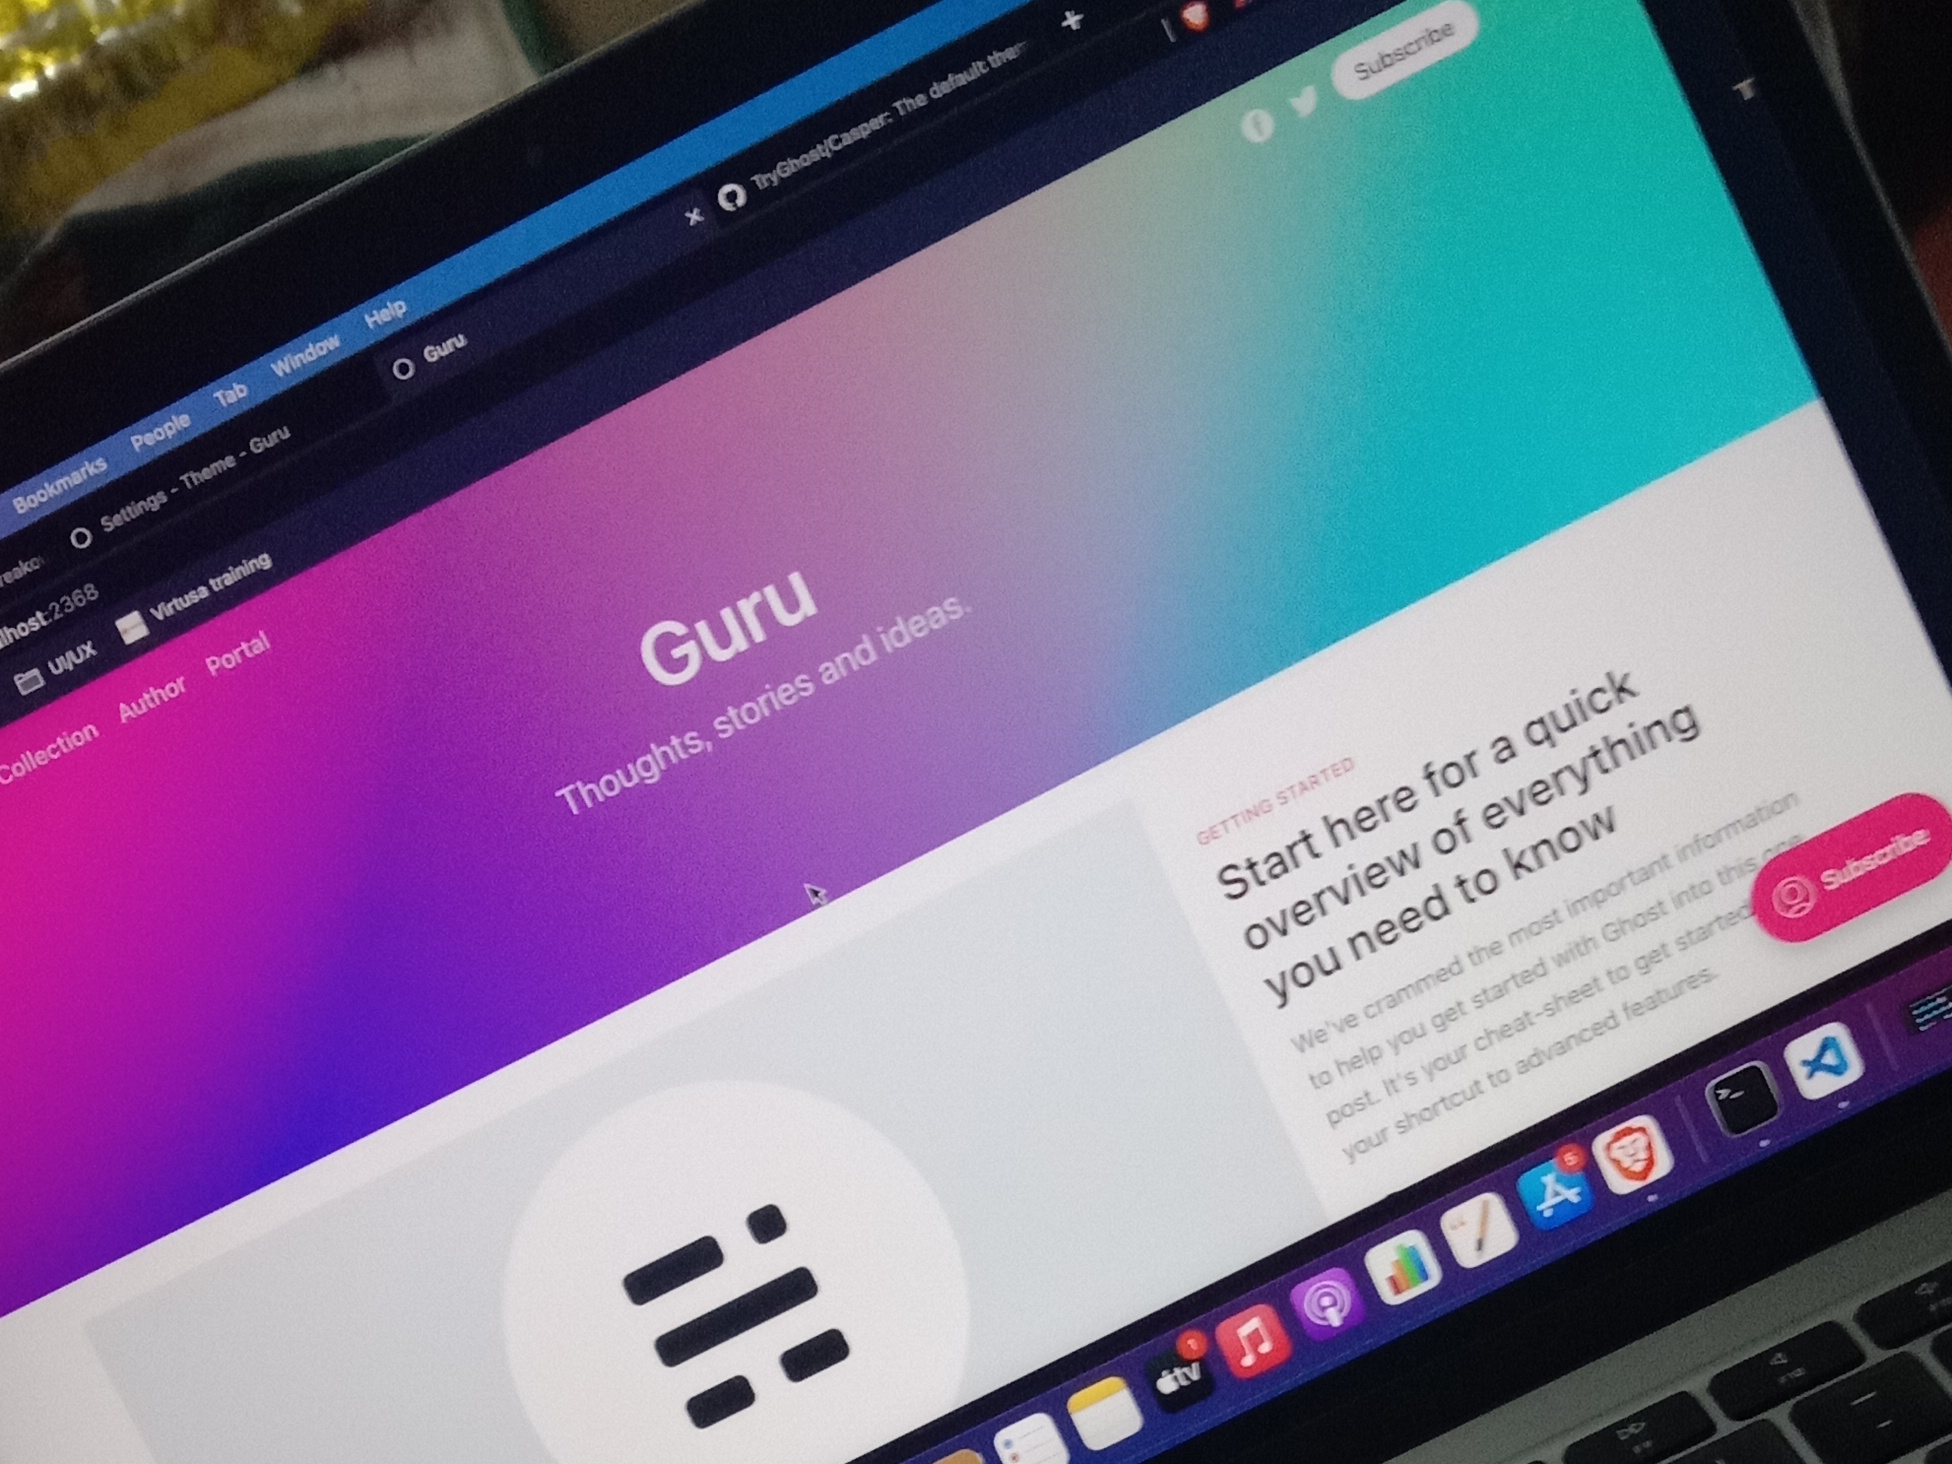 Bookmarks People Tab Window Help
Settings - Theme - Guru
Guru
TryGhost/Casper: The default
lhost:2368
UI/UX
Virtusa training
Collection Author Portal
Subscribe
Guru
Thoughts, stories and ideas.
GETTING STARTED
Start here for a quick
overview of everything
you need to know
We've crammed the most important information
to help you get started with Ghost into this one
post. It's your cheat-sheet to get started
your shortcut to advanced features.
Subscribe
tv
1
5